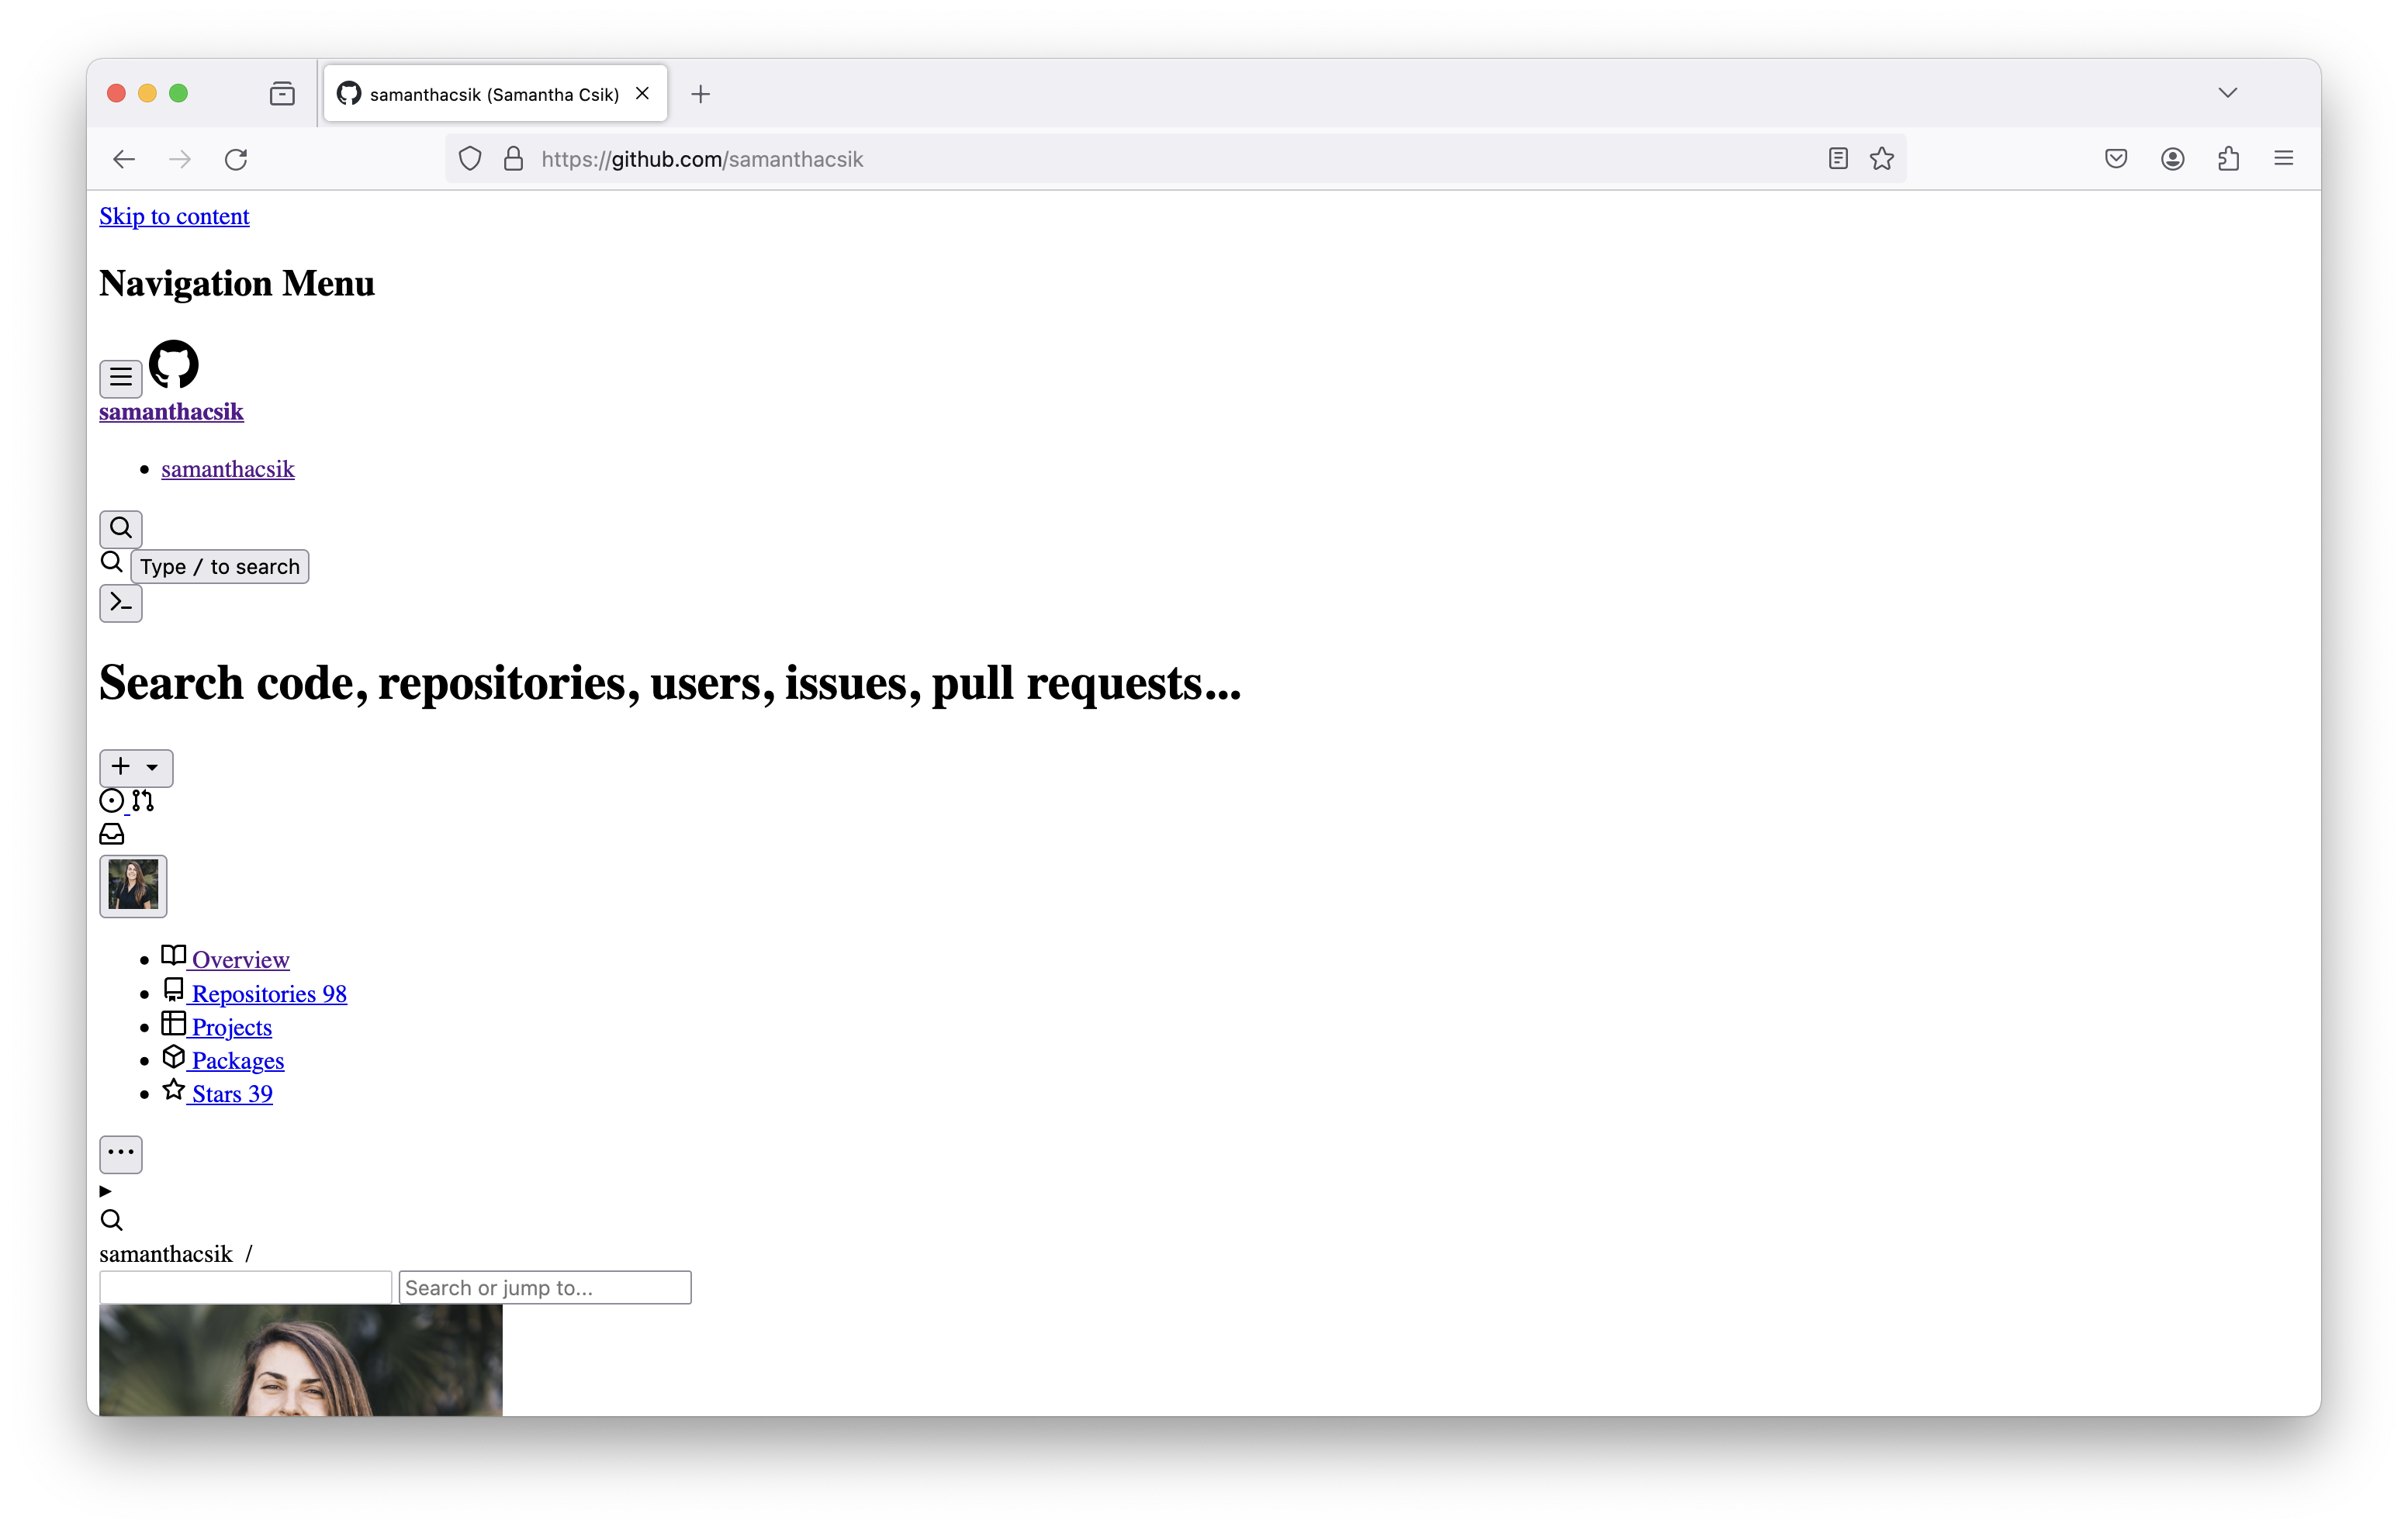 samanthacsik (Samantha Csik)
https://github.com/samanthacsik
Skip to content
Navigation Menu
samanthacsik
samanthacsik
Type / to search
Search code, repositories, users, issues, pull requests...
Overview
Repositories 98
Projects
Packages
Stars 39
samanthacsik /
Search or jump to...